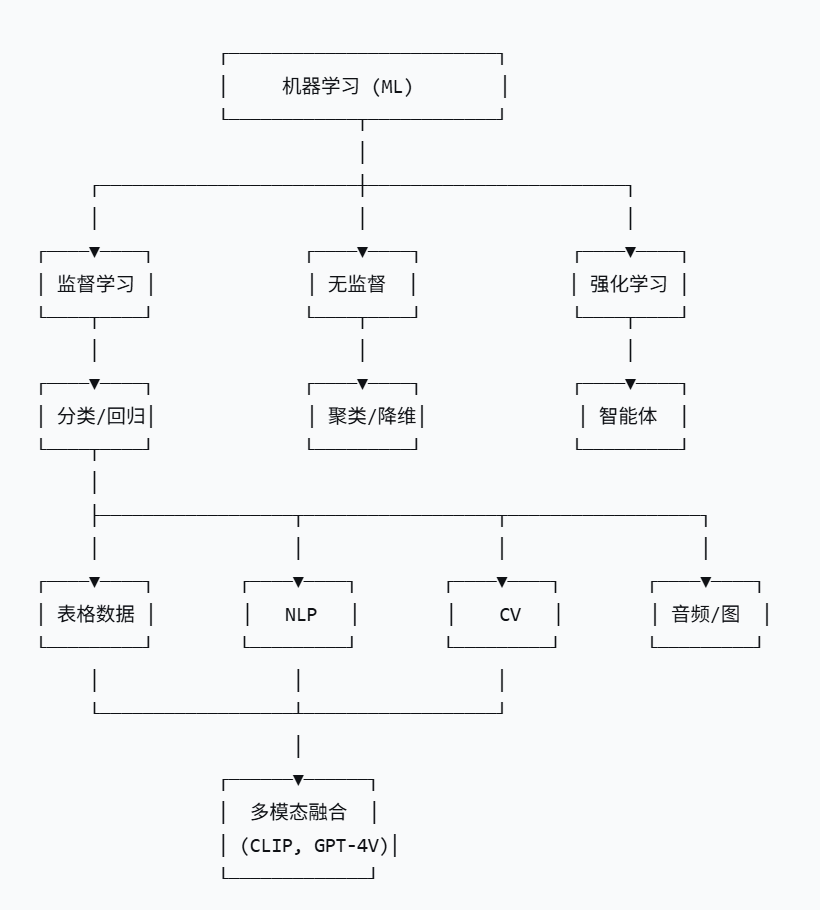 机器学习 (ML)
监督学习
无监督
强化学习
分类/回归
聚类/降维
智能体
表格数据
NLP
CV
音频/图
多模态融合
(CLIP, GPT-4V)